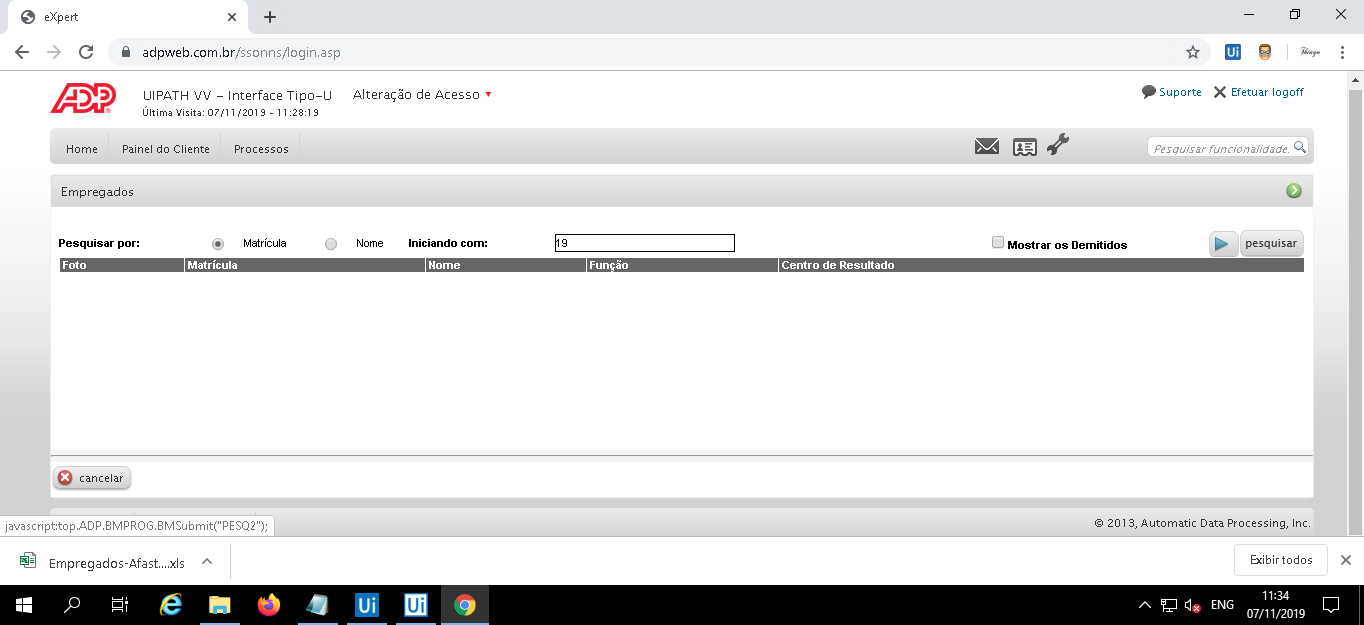 eXpert
adpweb.com.br/ssonns/login.asp
Ui
ADP
UIPATH VV - Interface Tipo-U
Alteração de Acesso
Última Visita: 07/11/2019 - 11:28:19
Suporte
Efetuar logoff
Home
Painel do Cliente
Processos
Pesquisar funcionalidade.
Empregados
Pesquisar por:
Matrícula
Nome
Iniciando com:
19
Mostrar os Demitidos
pesquisar
Foto
Matrícula
Nome
Função
Centro de Resultado
cancelar
javascript:top.ADP.BMPROG.BMSubmit("PESQ2");
© 2013, Automatic Data Processing, Inc.
Empregados-Afast....xls
Exibir todos
Ui
Ui
ENG
11:34
07/11/2019